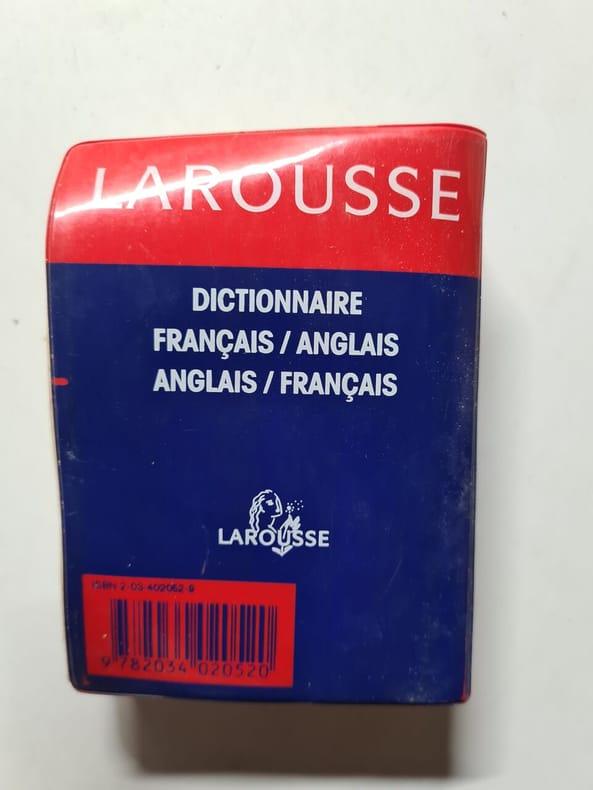 LAROUSSE
DICTIONNAIRE
FRANÇAIS / ANGLAIS
ANGLAIS / FRANÇAIS
LAROUSSE
ISBN 2-03-402052-9
9 782034 020520